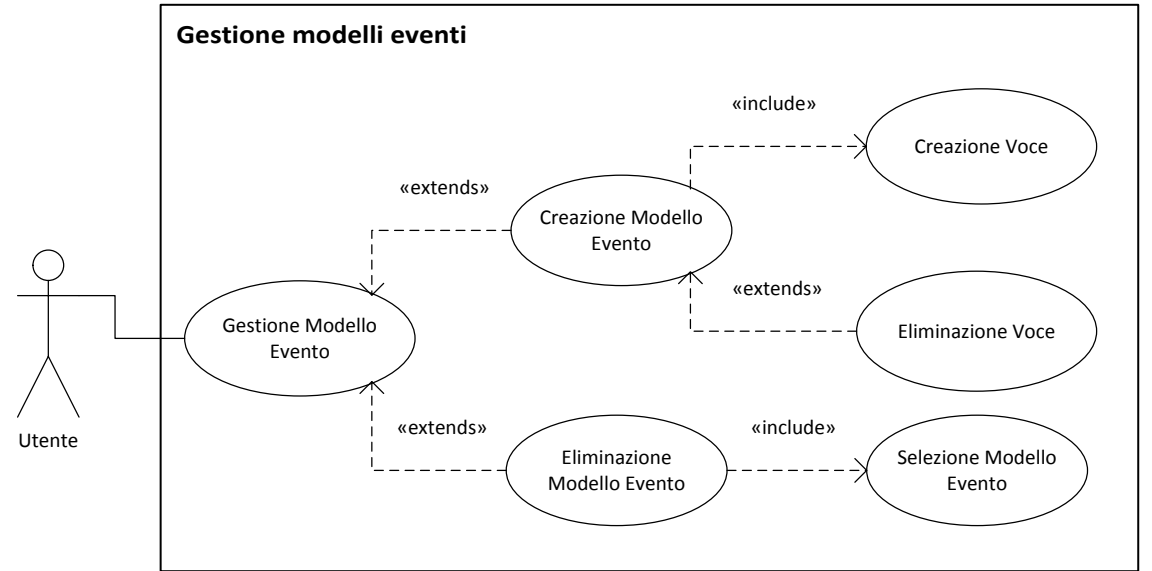 Gestione modelli eventi
«include»
Creazione Voce
«extends»
Creazione Modello
Evento
«extends»
Eliminazione Voce
Gestione Modello
Evento
Utente
«extends»
Eliminazione
Modello Evento
«include»
Selezione Modello
Evento